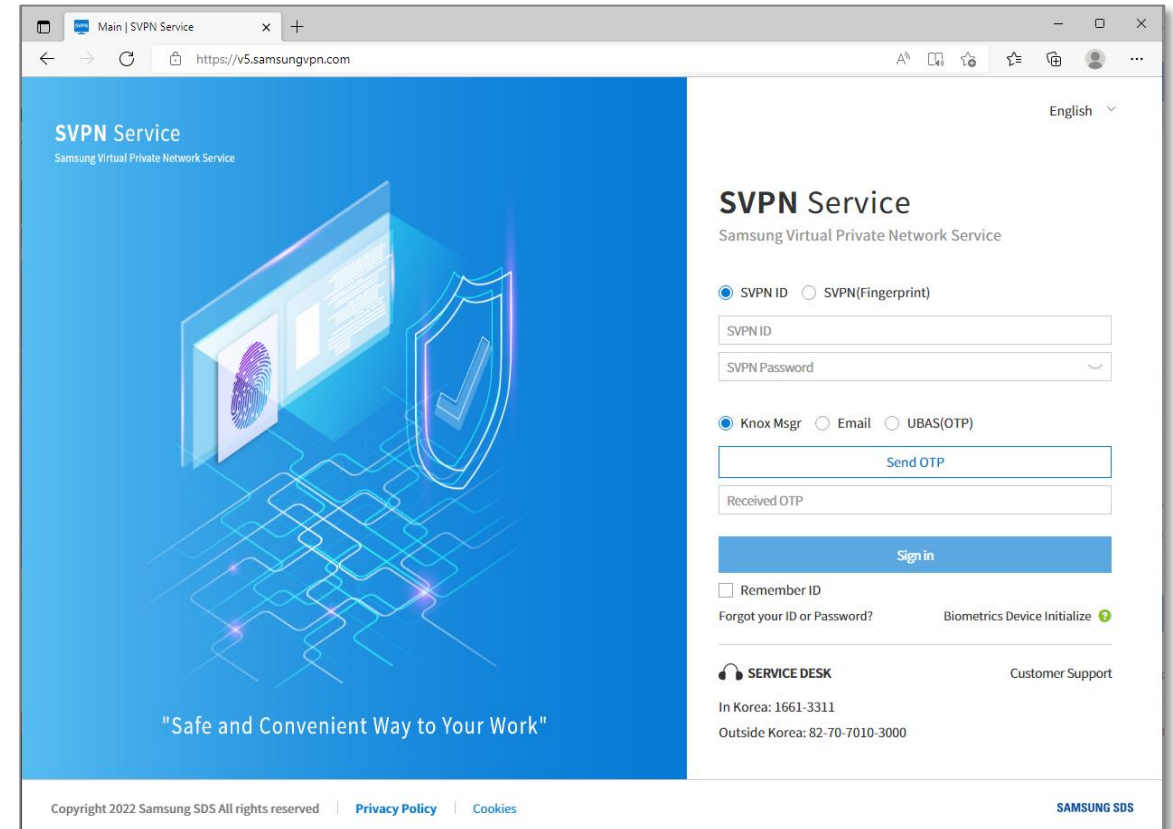 SVPN
Main | SVPN Service
https://v5.samsungvpn.com
English
SVPN Service
Samsung Virtual Private Network Service
"Safe and Convenient Way to Your Work"
SVPN Service
Samsung Virtual Private Network Service
SVPN ID SVPN(Fingerprint)
SVPN ID
SVPN Password
Knox Msgr Email UBAS(OTP)
Send OTP
Received OTP
Sign in
Remember ID
Forgot your ID or Password? Biometrics Device Initialize ?
SERVICE DESK Customer Support
In Korea: 1661-3311
Outside Korea: 82-70-7010-3000
Copyright 2022 Samsung SDS All rights reserved Privacy Policy Cookies SAMSUNG SDS